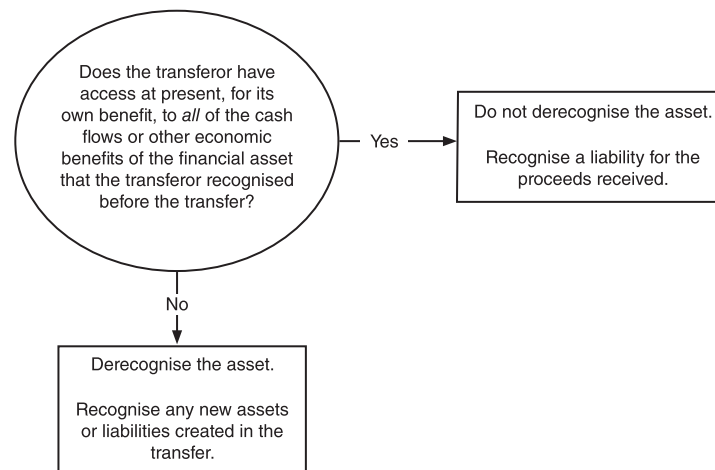 Does the transferor have
access at present, for its
own benefit, to all of the cash
flows or other economic
benefits of the financial asset
that the transferor recognised
before the transfer?
Yes
Do not derecognise the asset.
Recognise a liability for the
proceeds received.
No
Derecognise the asset.
Recognise any new assets
or liabilities created in the
transfer.